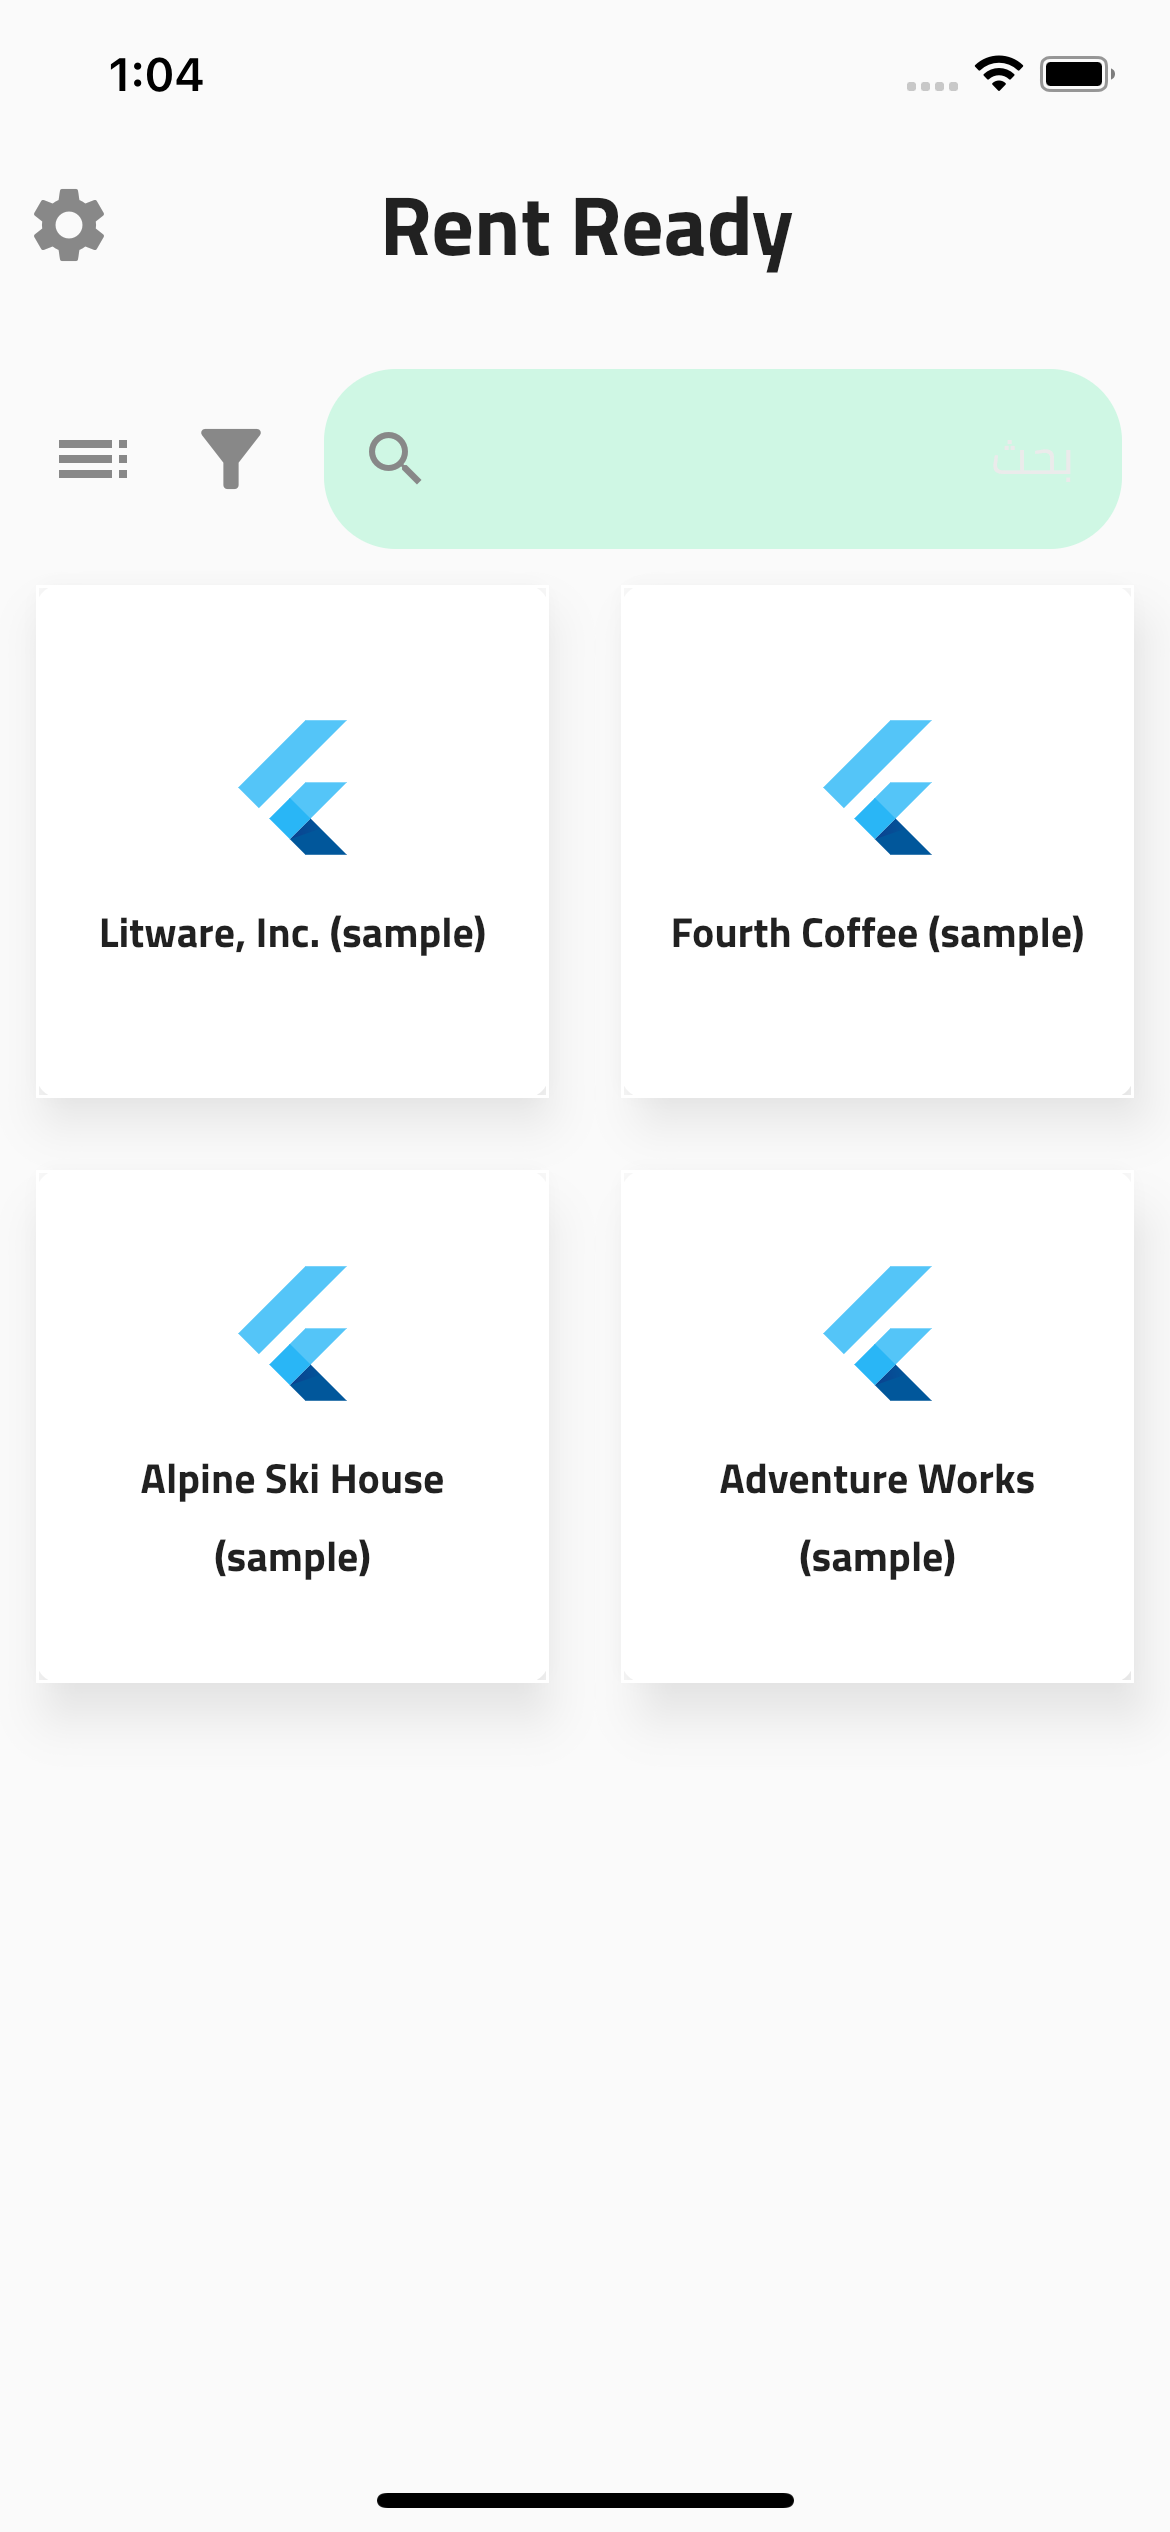 1:04
Rent Ready
بحث
Litware, Inc. (sample)
Fourth Coffee (sample)
Alpine Ski House
(sample)
Adventure Works
(sample)